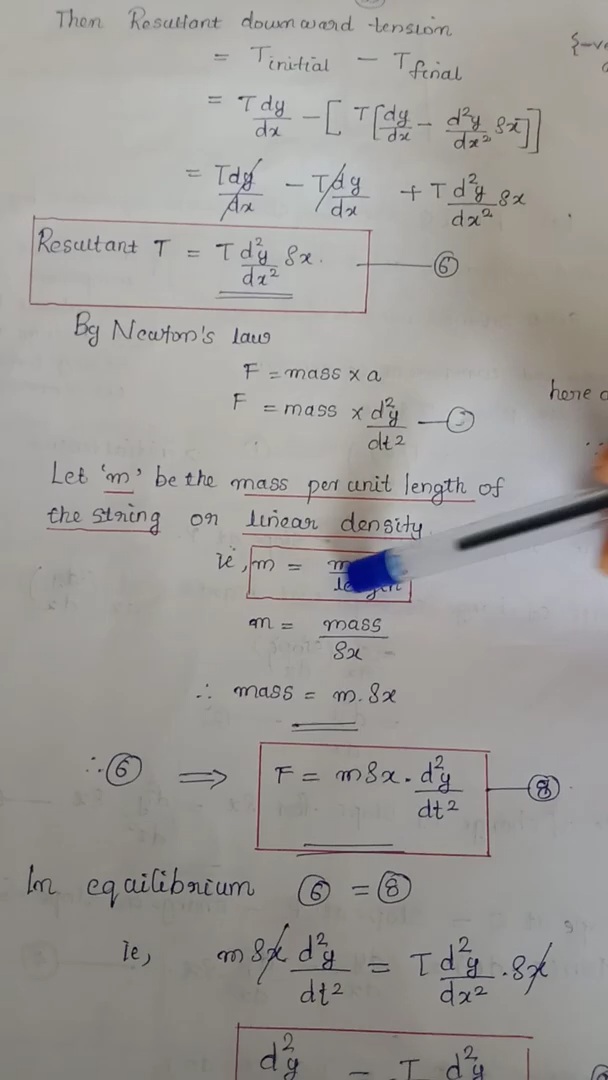 Then Resultant downward tension
= T initial - T final
= T dy/dx - [ T [dy/dx - d²y/dx² δx]]
= T dy/dx - T dy/dx + T d²y/dx² δx
Resultant T = T d²y/dx² δx. ⑥
By Newton's law
F = mass x a
F = mass x d²y/dt²
here
Let 'm' be the mass per unit length of
the string or linear density
ie, m =
m = mass/δx
∴ mass = m.δx
∴ ⑥ ⟹ F = mδx . d²y/dt² ⑧
In eqailibrium ⑥ = ⑧
ie, m δx d²y/dt² = T d²y/dx² . δx
d²y = T d²y